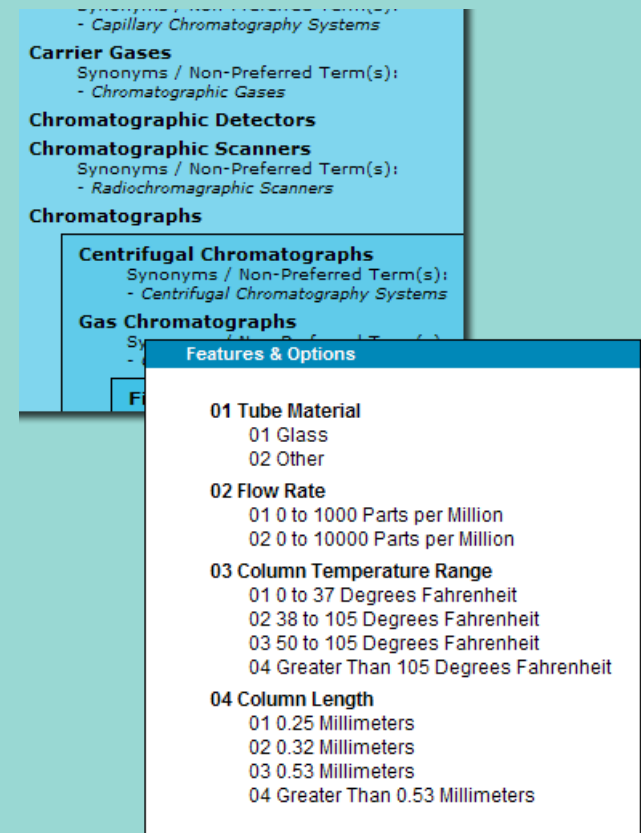 - Capillary Chromatography Systems
Carrier Gases
Synonyms / Non-Preferred Term(s):
- Chromatographic Gases
Chromatographic Detectors
Chromatographic Scanners
Synonyms / Non-Preferred Term(s):
- Radiochromagraphic Scanners
Chromatographs
Centrifugal Chromatographs
Synonyms / Non-Preferred Term(s):
- Centrifugal Chromatography Systems
Gas Chromatographs
Features & Options
01 Tube Material
01 Glass
02 Other
02 Flow Rate
01 0 to 1000 Parts per Million
02 0 to 10000 Parts per Million
03 Column Temperature Range
01 0 to 37 Degrees Fahrenheit
02 38 to 105 Degrees Fahrenheit
03 50 to 105 Degrees Fahrenheit
04 Greater Than 105 Degrees Fahrenheit
04 Column Length
01 0.25 Millimeters
02 0.32 Millimeters
03 0.53 Millimeters
04 Greater Than 0.53 Millimeters